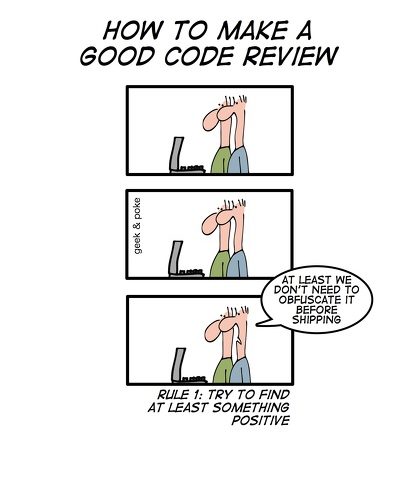 HOW TO MAKE A
GOOD CODE REVIEW
geek & poke
AT LEAST WE
DON'T NEED TO
OBFUSCATE IT
BEFORE
SHIPPING
RULE 1: TRY TO FIND
AT LEAST SOMETHING
POSITIVE